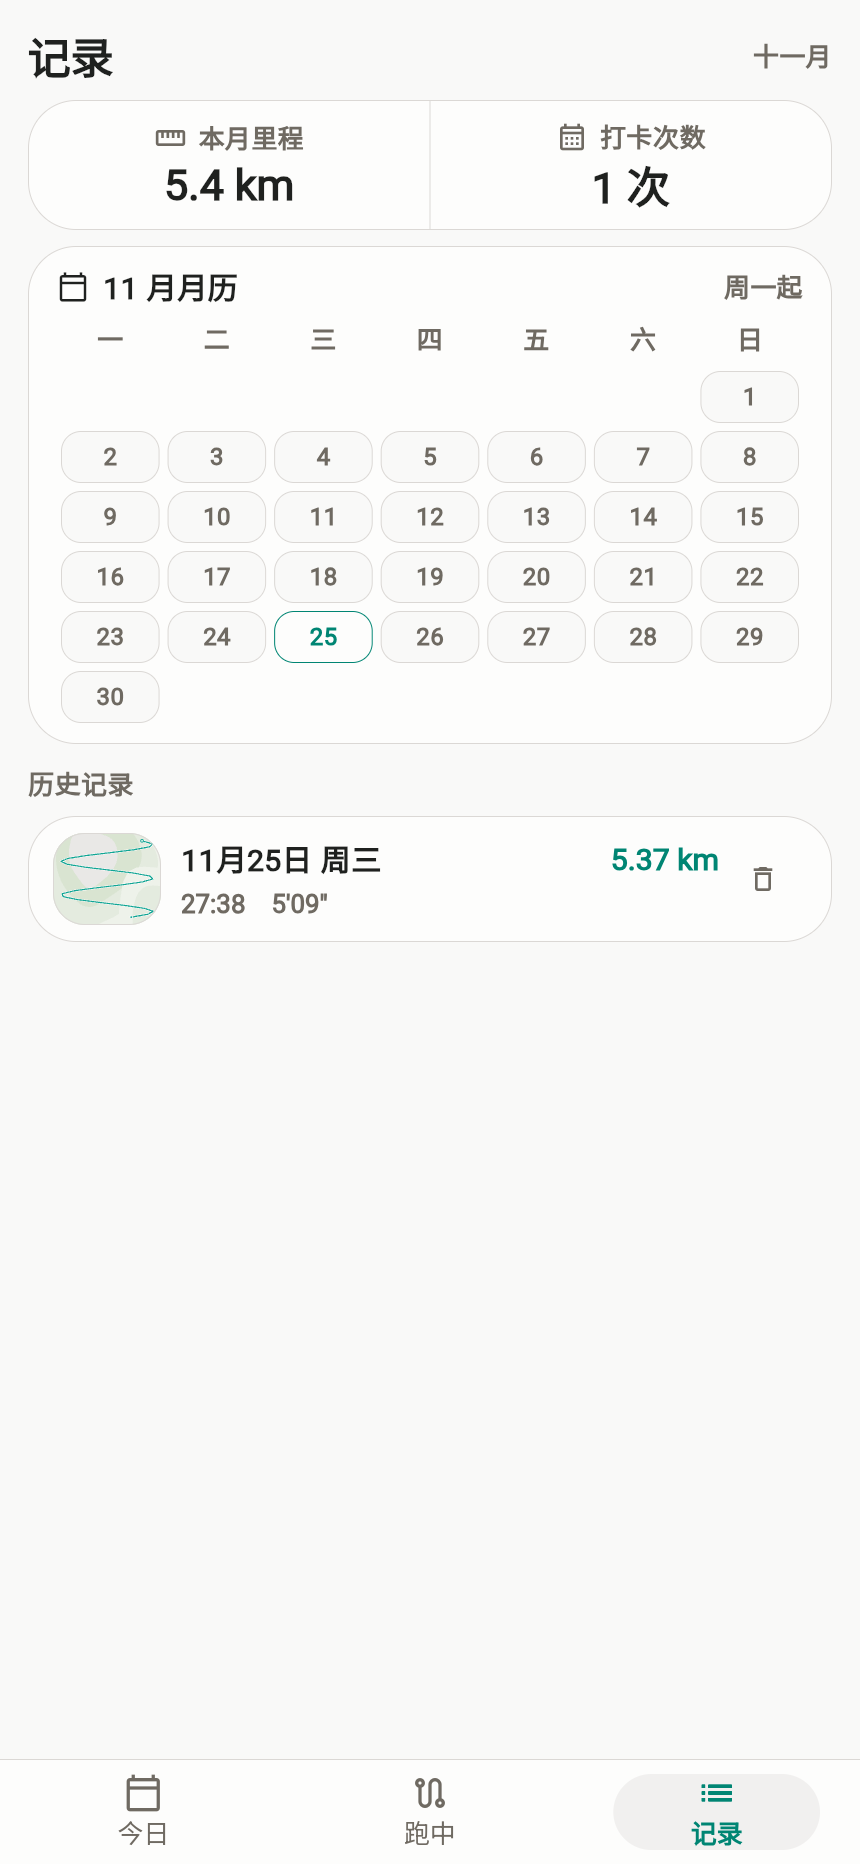 记录
十一月
本月里程
打卡次数
5.4 km
1 次
11 月月历
周一起
一 二 三 四 五 六 日
1
2 3 4 5 6 7 8
9 10 11 12 13 14 15
16 17 18 19 20 21 22
23 24 25 26 27 28 29
30
历史记录
11月25日 周三
5.37 km
27:38 5'09"
今日 跑中 记录